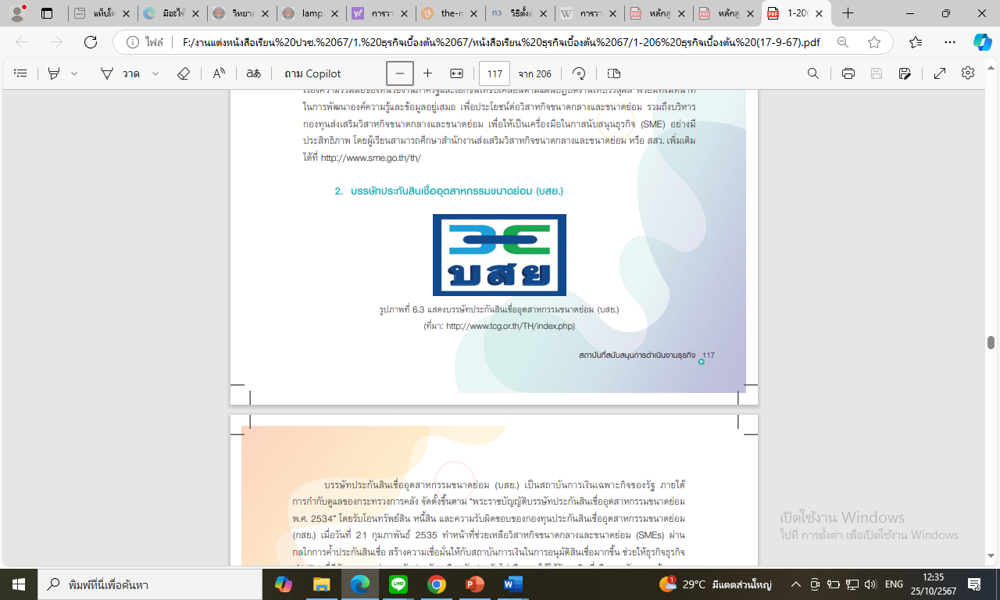 แท็บให
มีอะไร้
วิทยาส
lamp
การวา
the-n
วิธีตั้งเ
การวา
หลักสู
หลักสู
1-20
ไฟล์
F:/งานแต่งหนังสือเรียน%20ปวช.%2067/1.%20ธุรกิจเบื้องต้น%2067/หนังสือเรียน%20ธุรกิจเบื้องต้น%2067/1-206%20ธุรกิจเบื้องต้น%20(17-9-67).pdf
วาด
aあ
ถาม Copilot
117 จาก 206
ในการพัฒนาองค์ความรู้และข้อมูลอยู่เสมอ เพื่อประโยชน์ต่อวิสาหกิจขนาดกลางและขนาดย่อม รวมถึงบริหาร
กองทุนส่งเสริมวิสาหกิจขนาดกลางและขนาดย่อม เพื่อให้เป็นเครื่องมือในกาสนับสนุนธุรกิจ (SME) อย่างมี
ประสิทธิภาพ โดยผู้เรียนสามารถศึกษาสำนักงานส่งเสริมวิสาหกิจขนาดกลางและขนาดย่อม หรือ สสว. เพิ่มเติม
ได้ที่ http://www.sme.go.th/th/
2. บรรษัทประกันสินเชื่ออุตสาหกรรมขนาดย่อม (บสย.)
บสย
รูปภาพที่ 6.3 แสดงบรรษัทประกันสินเชื่ออุตสาหกรรมขนาดย่อม (บสย.)
(ที่มา: http://www.tcg.or.th/TH/index.php)
สถาบันที่สนับสนุนการดำเนินงานธุรกิจ 117
บรรษัทประกันสินเชื่ออุตสาหกรรมขนาดย่อม (บสย.) เป็นสถาบันการเงินเฉพาะกิจของรัฐ ภายใต้
การกำกับดูแลของกระทรวงการคลัง จัดตั้งขึ้นตาม “พระราชบัญญัติบรรษัทประกันสินเชื่ออุตสาหกรรมขนาดย่อม
พ.ศ. 2534” โดยรับโอนทรัพย์สิน หนี้สิน และความรับผิดชอบของกองทุนประกันสินเชื่ออุตสาหกรรมขนาดย่อม
(กสย.) เมื่อวันที่ 21 กุมภาพันธ์ 2535 ทำหน้าที่ช่วยเหลือวิสาหกิจขนาดกลางและขนาดย่อม (SMEs) ผ่าน
กลไกการค้ำประกันสินเชื่อ สร้างความเชื่อมั่นให้กับสถาบันการเงินในการอนุมัติสินเชื่อมากขึ้น ช่วยให้ธุรกิจธุรกิจ
เปิดใช้งาน Windows
ไปที่ การตั้งค่า เพื่อเปิดใช้งาน Windows
พิมพ์ที่นี่เพื่อค้นหา
29°C มีแดดส่วนใหญ่
ENG
12:35
25/10/2567